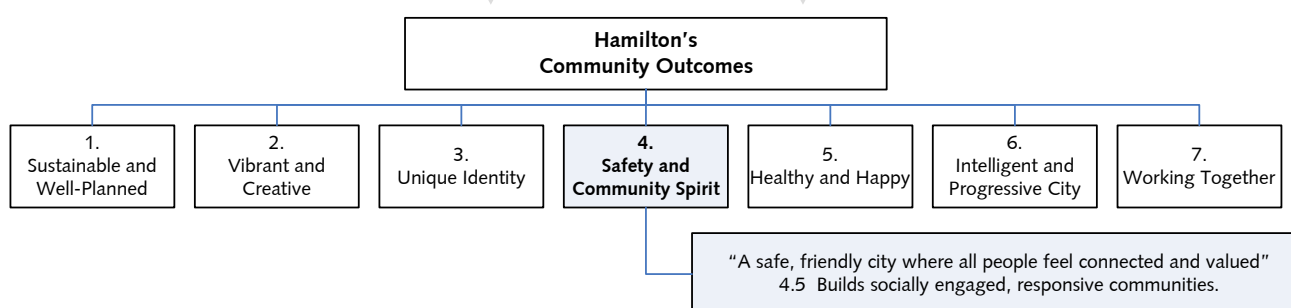 Hamilton’s
Community Outcomes
1.
Sustainable and
Well-Planned
2.
Vibrant and
Creative
3.
Unique Identity
4.
Safety and
Community Spirit
5.
Healthy and Happy
6.
Intelligent and
Progressive City
7.
Working Together
“A safe, friendly city where all people feel connected and valued”
4.5 Builds socially engaged, responsive communities.